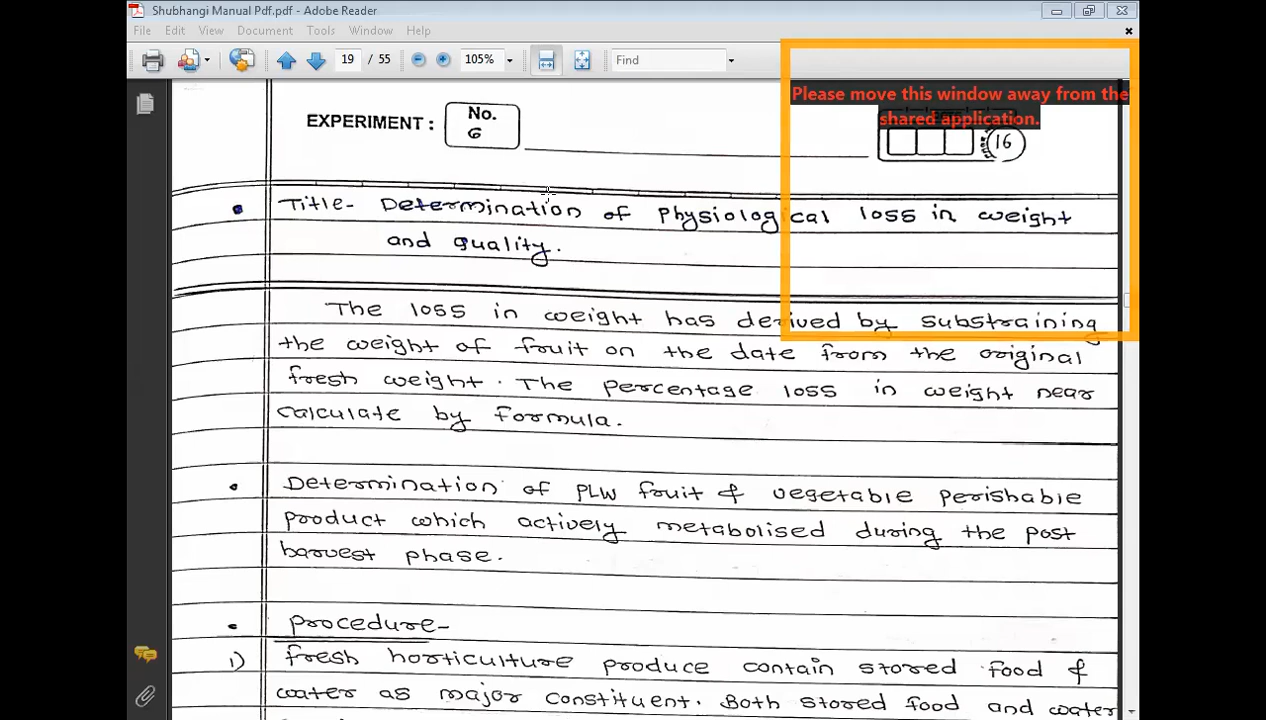 Shubhangi Manual Pdf.pdf - Adobe Reader
File Edit View Document Tools Window Help
19 / 55 105% Find
Please move this window away from the
shared application.
EXPERIMENT : No. 6
16
Title- Determination of Physiological loss in weight
and quality.
The loss in weight has derived by substraining
the weight of fruit on the date from the original
fresh weight. The percentage loss in weight near
calculate by formula.
Determination of PLW fruit & vegetable perishable
product which actively metabolised during the post
harvest phase.
Procedure-
1) fresh horticulture produce contain stored food &
water as major constituent. Both stored food and water